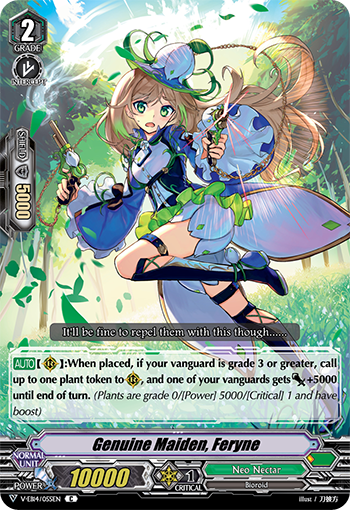 2
GRADE
INTERCEPT
SHIELD
5000
It'll be fine to repel them with this though......
AUTO [ ]:When placed, if your vanguard is grade 3 or greater, call
up to one plant token to , and one of your vanguards gets +5000
until end of turn. (Plants are grade 0/[Power] 5000/[Critical] 1 and have
boost)
Genuine Maiden, Feryne
NORMAL
UNIT
POWER
10000
1
CRITICAL
Neo Nectar
Bioroid
V-EB14/055EN C
illust / 刀彼方